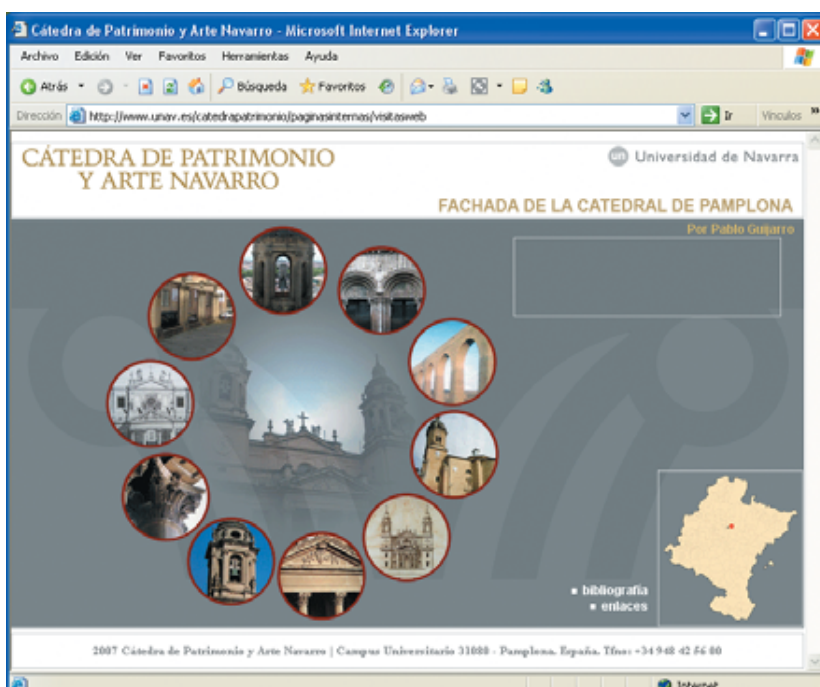 Cátedra de Patrimonio y Arte Navarro - Microsoft Internet Explorer
Archivo Edición Ver Favoritos Herramientas Ayuda
Atrás Búsqueda Favoritos
Dirección http://www.unav.es/catedrapatrimonio/paginasinternas/visitasweb Ir Vínculos »
CÁTEDRA DE PATRIMONIO
Y ARTE NAVARRO
un Universidad de Navarra
FACHADA DE LA CATEDRAL DE PAMPLONA
Por Pablo Guijarro
bibliografía
enlaces
2007 Cátedra de Patrimonio y Arte Navarro | Campus Universitario 31080 - Pamplona. España. Tfno: +34 948 42 56 00
Internet